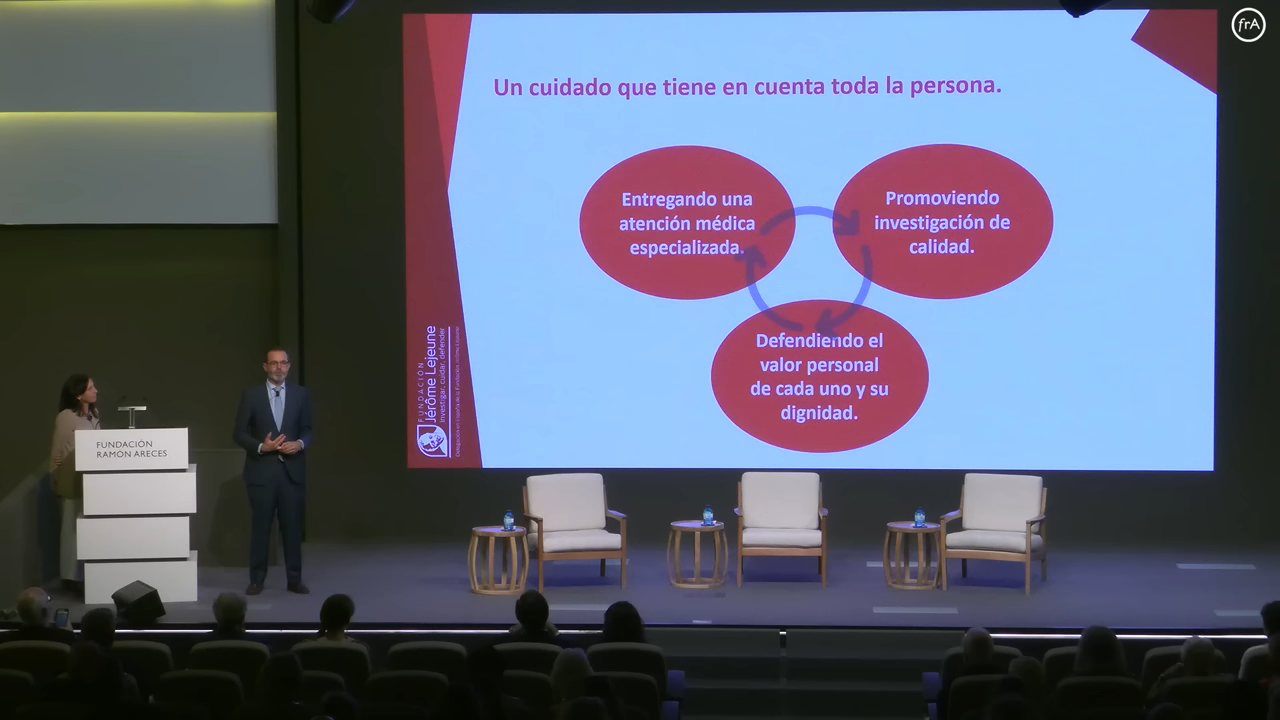 frA
Un cuidado que tiene en cuenta toda la persona.
Entregando una
atención médica
especializada.
Promoviendo
investigación de
calidad.
Defendiendo el
valor personal
de cada uno y su
dignidad.
FUNDACIÓN
Jérôme Lejeune
Investigar, cuidar, defender
FUNDACIÓN
RAMÓN ARECES